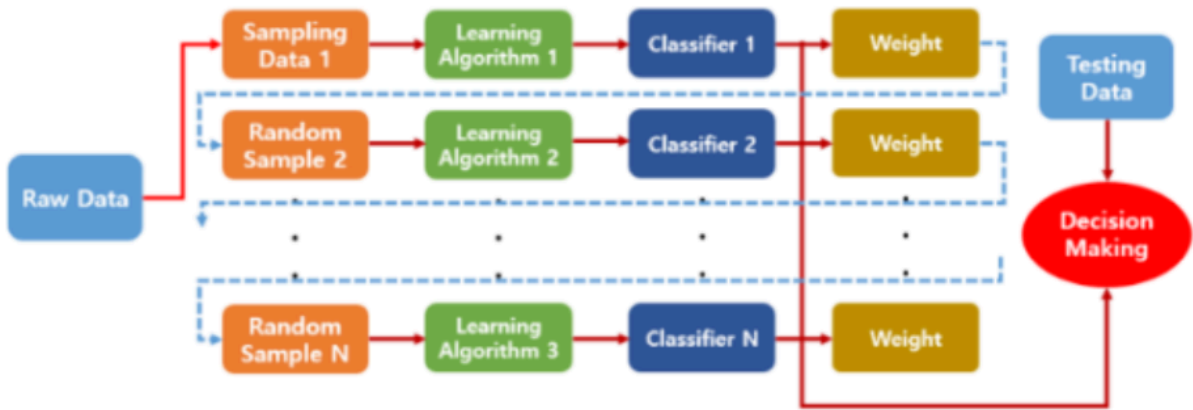 Sampling
Data 1
Learning
Algorithm 1
Classifier 1
Weight
Testing
Data
Random
Sample 2
Learning
Algorithm 2
Classifier 2
Weight
Raw Data
Decision
Making
Random
Sample N
Learning
Algorithm 3
Classifier N
Weight